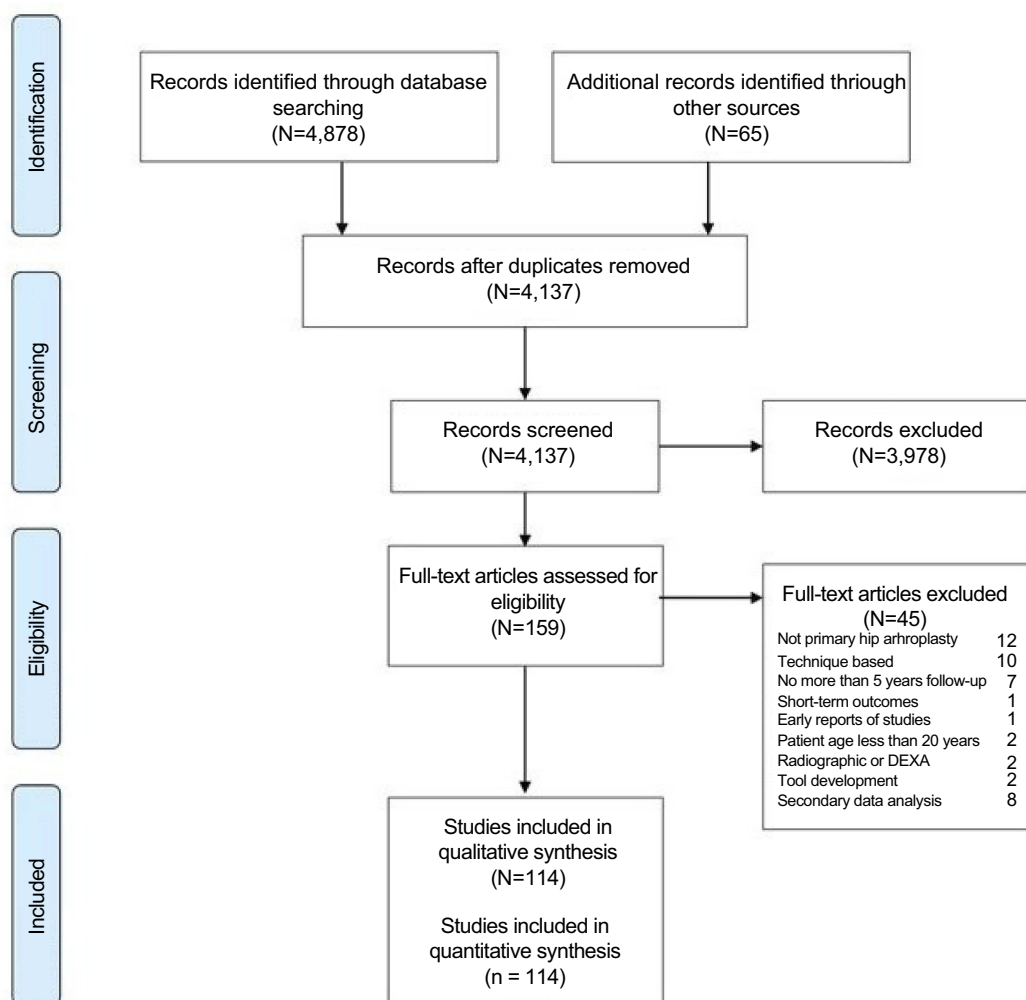 Identification
Records identified through database
searching
(N=4,878)
Additional records identified thriough
other sources
(N=65)
Records after duplicates removed
(N=4,137)
Screening
Records screened
(N=4,137)
Records excluded
(N=3,978)
Eligibility
Full-text articles assessed for
eligibility
(N=159)
Full-text articles excluded
(N=45)
Not primary hip arhroplasty 12
Technique based 10
No more than 5 years follow-up 7
Short-term outcomes 1
Early reports of studies 1
Patient age less than 20 years 2
Radiographic or DEXA 2
Tool development 2
Secondary data analysis 8
Included
Studies included in
qualitative synthesis
(N=114)
Studies included in
quantitative synthesis
(n = 114)